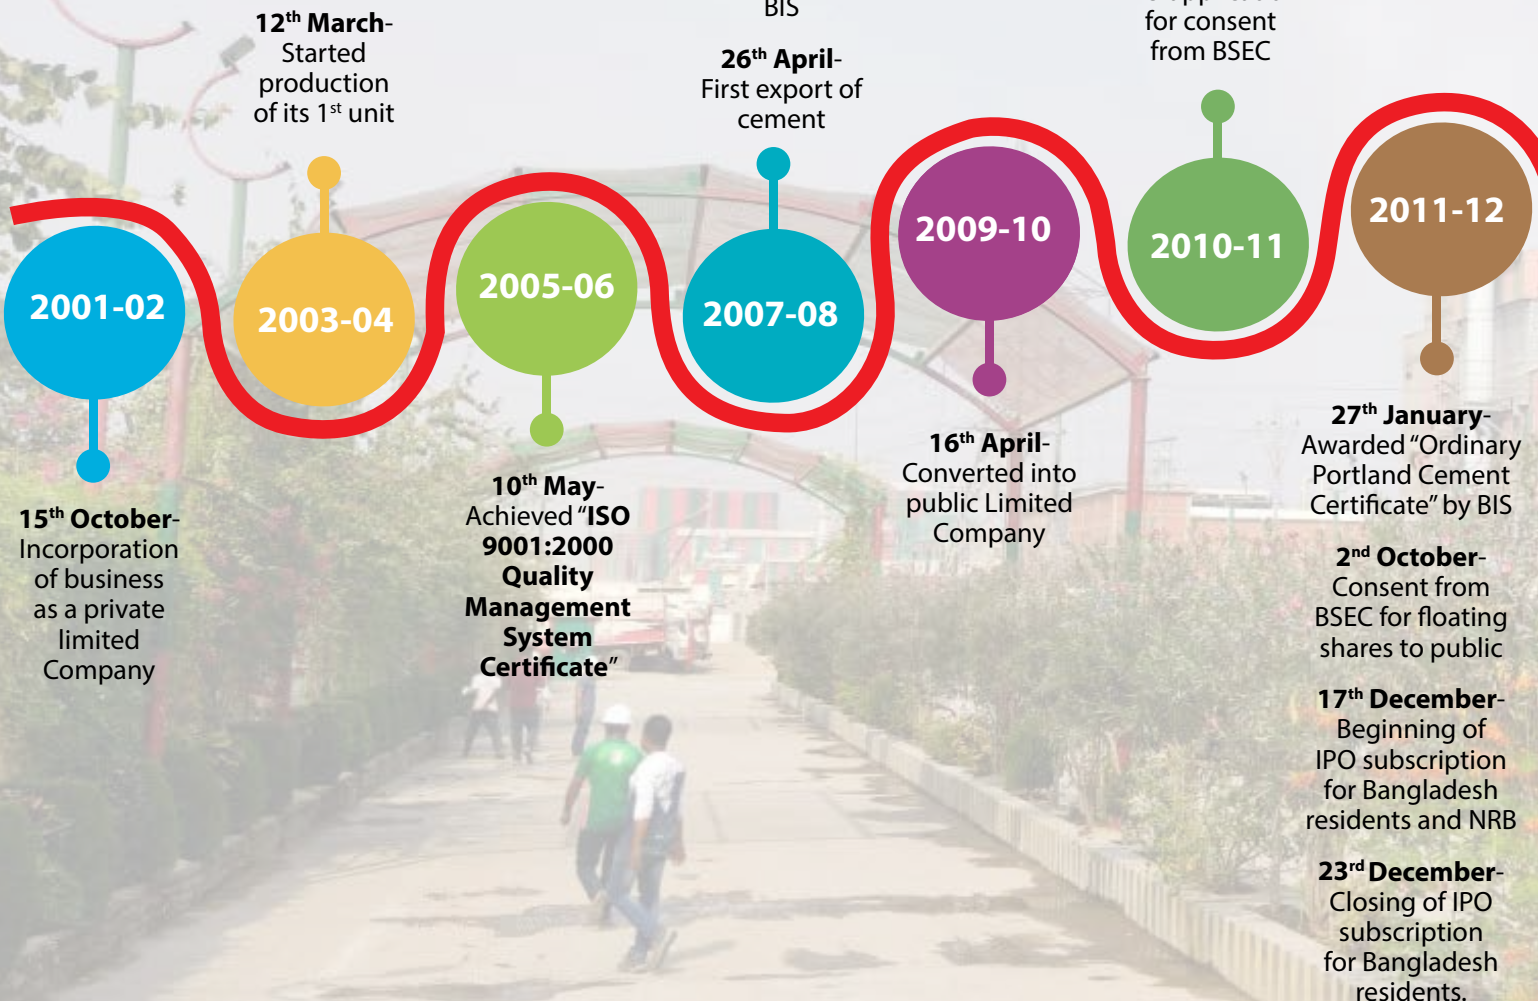 12th March-
Started
production
of its 1st unit
BIS
26th April-
First export of
cement
for consent
from BSEC
2001-02
2003-04
2005-06
2007-08
2009-10
2010-11
2011-12
15th October-
Incorporation
of business
as a private
limited
Company
10th May-
Achieved “ISO
9001:2000
Quality
Management
System
Certificate”
16th April-
Converted into
public Limited
Company
27th January-
Awarded “Ordinary
Portland Cement
Certificate” by BIS
2nd October-
Consent from
BSEC for floating
shares to public
17th December-
Beginning of
IPO subscription
for Bangladesh
residents and NRB
23rd December-
Closing of IPO
subscription
for Bangladesh
residents.